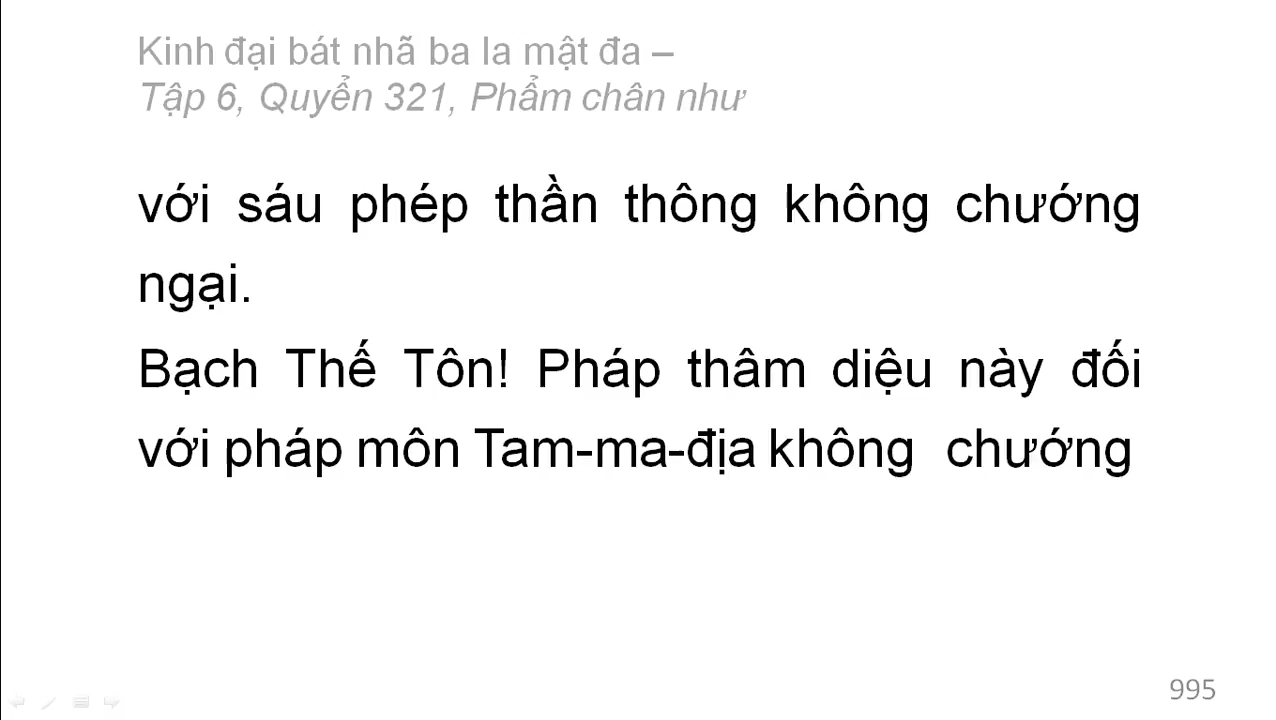 Kinh đại bát nhã ba la mật đa –
Tập 6, Quyển 321, Phẩm chân như
với sáu phép thần thông không chướng
ngại.
Bạch Thế Tôn! Pháp thâm diệu này đối
với pháp môn Tam-ma-địa không chướng
995